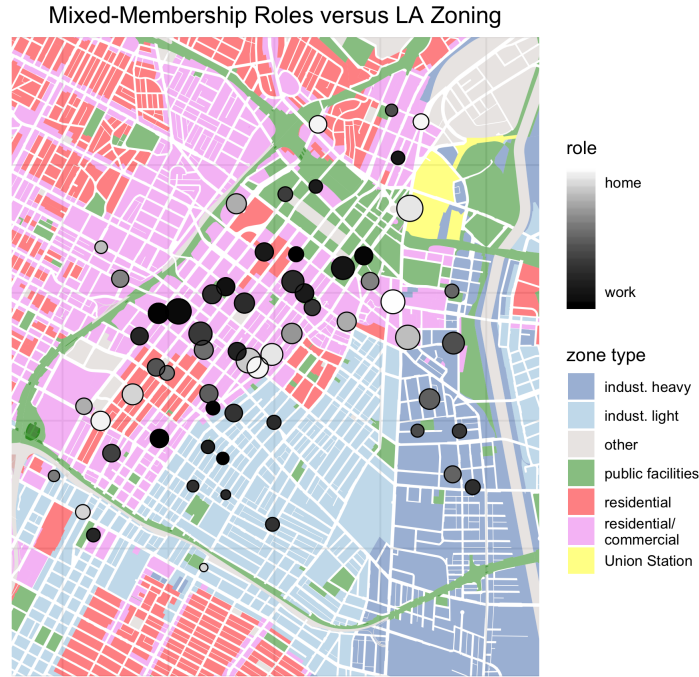 Mixed-Membership Roles versus LA Zoning
role
home
work
zone type
indust. heavy
indust. light
other
public facilities
residential
residential/
commercial
Union Station